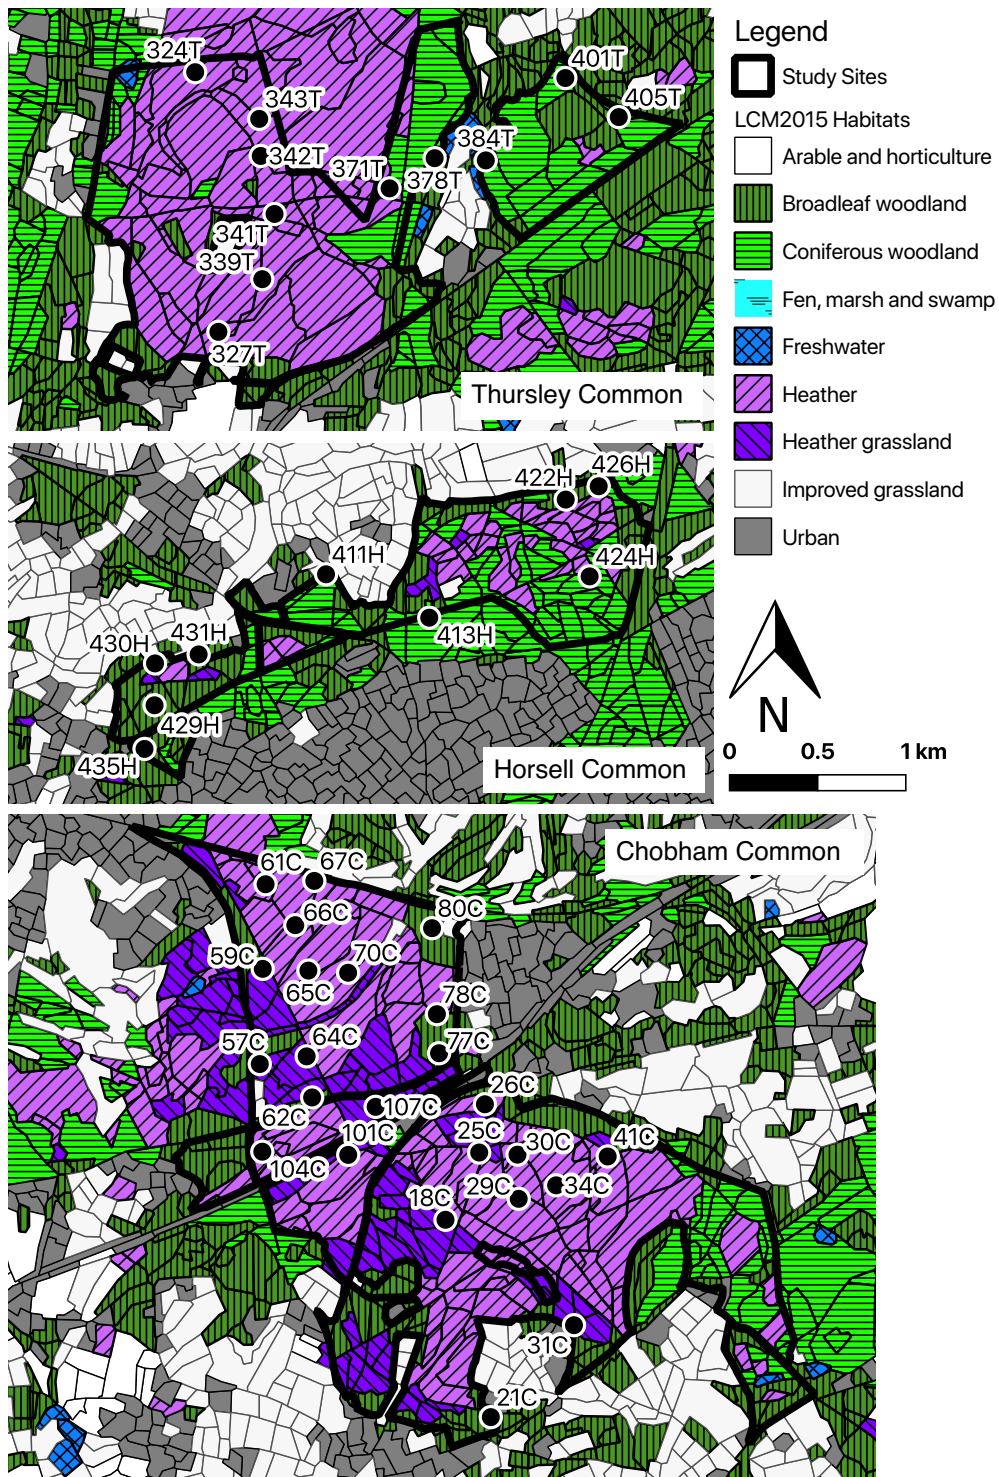 324T
343T
342T
371T
378T
384T
401T
405T
341T
339T
327T
Thursley Common
Legend
Study Sites
LCM2015 Habitats
Arable and horticulture
Broadleaf woodland
Coniferous woodland
Fen, marsh and swamp
Freshwater
Heather
Heather grassland
Improved grassland
Urban
422H
426H
411H
424H
413H
430H
431H
429H
435H
Horsell Common
N
0 0.5 1 km
Chobham Common
61C
67C
66C
80C
59C
70C
65C
78C
57C
64C
77C
62C
107C
26C
101C
25C
30C
41C
104C
29C
34C
18C
31C
21C